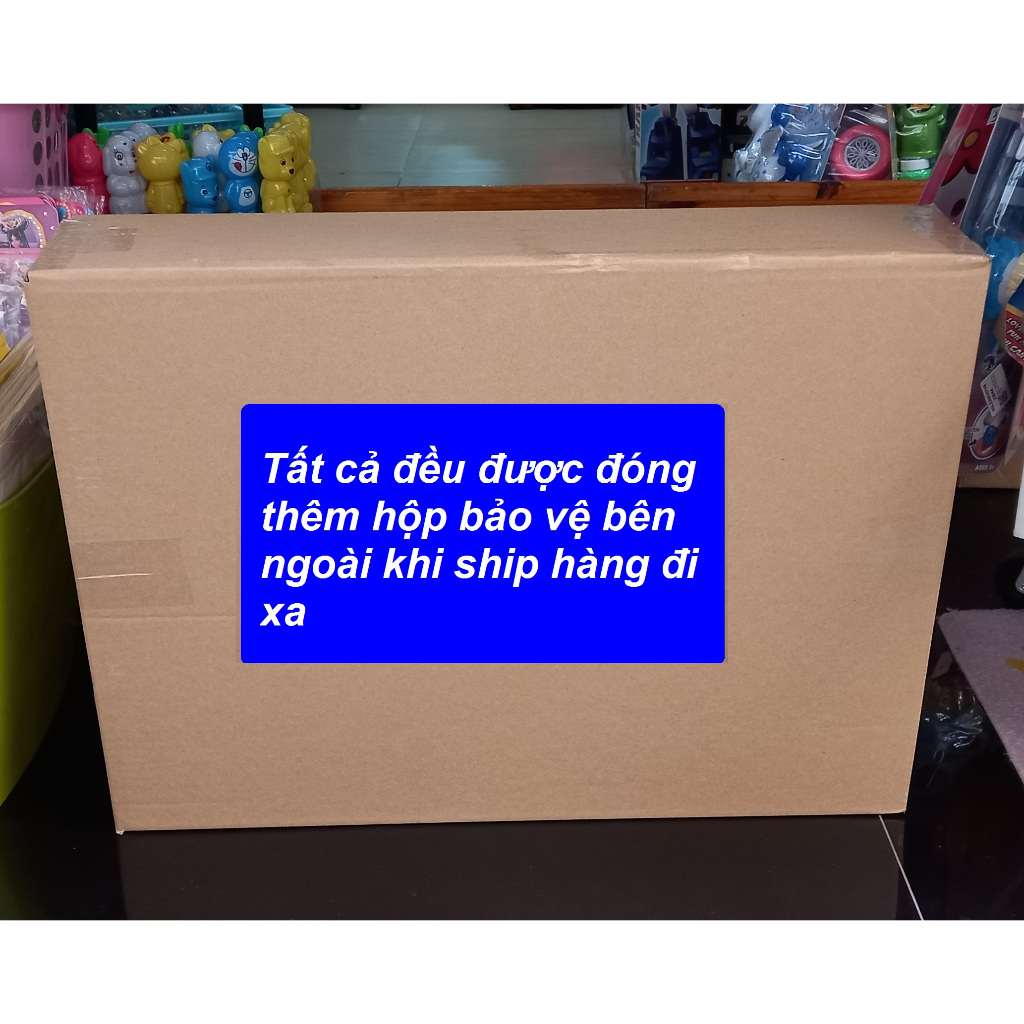 Tất cả đều được đóng
thêm hộp bảo vệ bên
ngoài khi ship hàng đi
xa